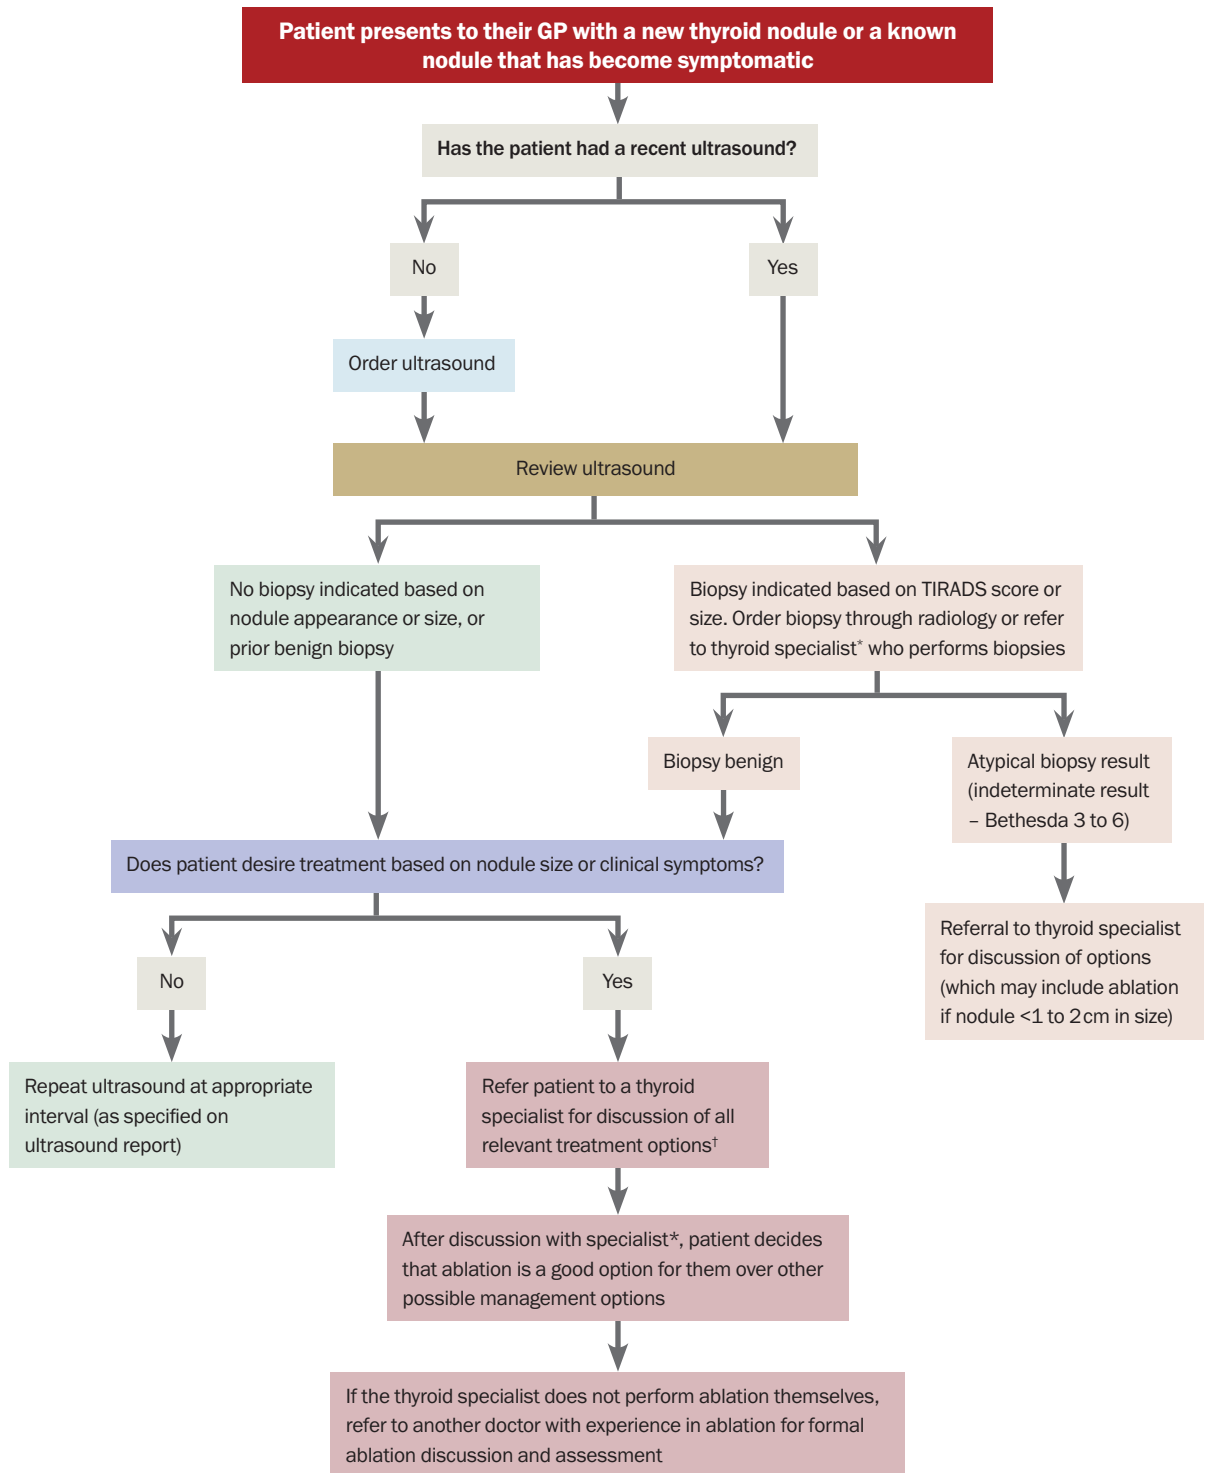 Patient presents to their GP with a new thyroid nodule or a known
nodule that has become symptomatic
Has the patient had a recent ultrasound?
No
Yes
Order ultrasound
Review ultrasound
No biopsy indicated based on
nodule appearance or size, or
prior benign biopsy
Biopsy indicated based on TIRADS score or
size. Order biopsy through radiology or refer
to thyroid specialist* who performs biopsies
Biopsy benign
Atypical biopsy result
(indeterminate result
– Bethesda 3 to 6)
Does patient desire treatment based on nodule size or clinical symptoms?
Referral to thyroid specialist
for discussion of options
(which may include ablation
if nodule <1 to 2 cm in size)
No
Yes
Repeat ultrasound at appropriate
interval (as specified on
ultrasound report)
Refer patient to a thyroid
specialist for discussion of all
relevant treatment options†
After discussion with specialist*, patient decides
that ablation is a good option for them over other
possible management options
If the thyroid specialist does not perform ablation themselves,
refer to another doctor with experience in ablation for formal
ablation discussion and assessment